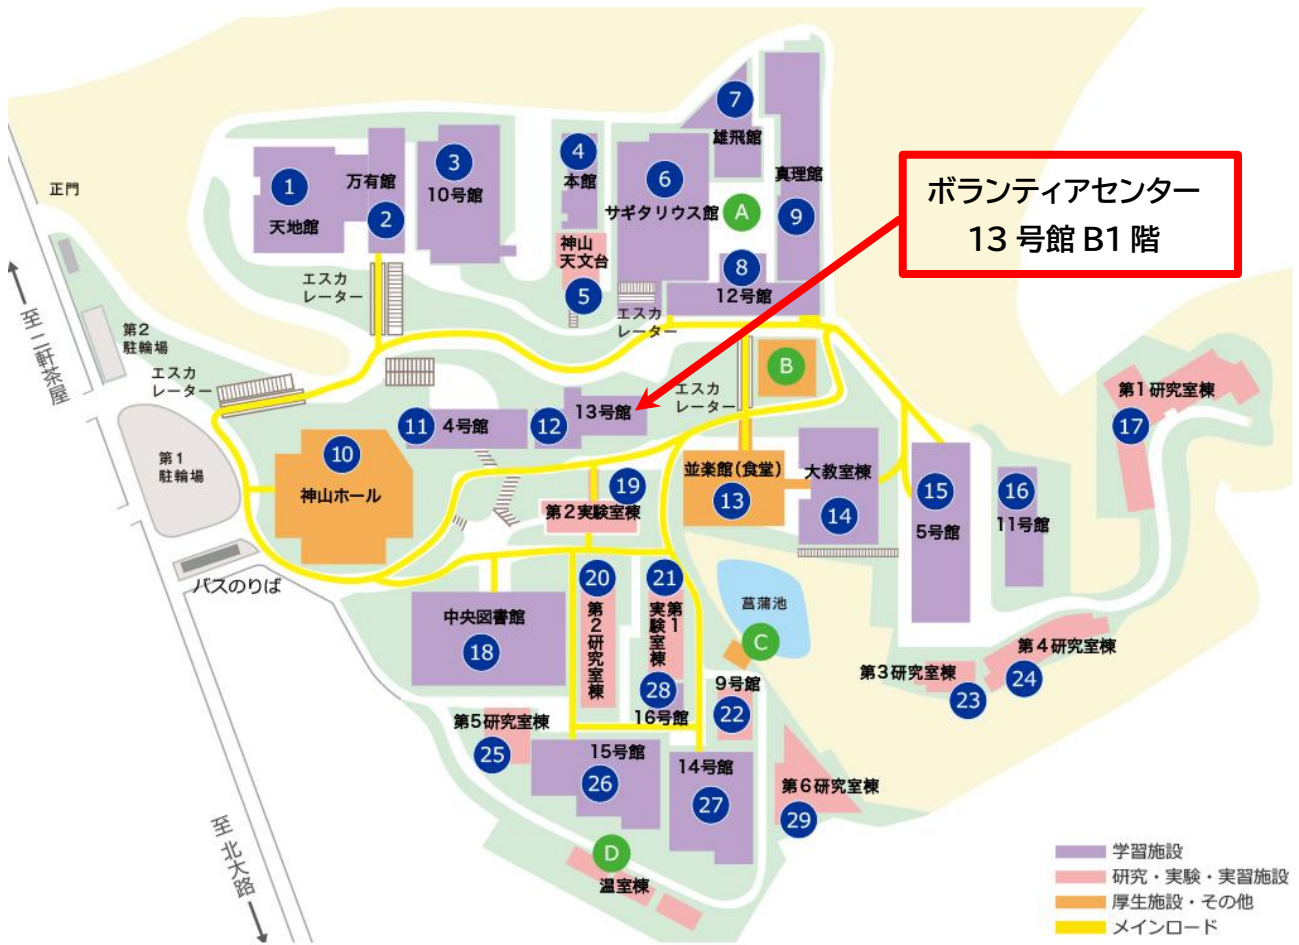 7
雄飛館
4
本館
3
10号館
1
天地館
万有館
2
6
サギタリウス館
A
真理館
9
ボランティアセンター
13号館 B1階
正門
神山
天文台
5
8
12号館
エスカ
レーター
エスカ
レーター
至 二軒茶屋
第2
駐輪場
エスカ
レーター
B
エスカ
レーター
第1研究室棟
17
11
4号館
12
13号館
10
神山ホール
第1
駐輪場
19
第2実験室棟
並楽館(食堂)
13
大教室棟
14
15
5号館
16
11号館
バスのりば
20
第2研究室棟
21
第1
実験室棟
菖蒲池
C
中央図書館
18
28
16号館
9号館
22
第4研究室棟
24
第3研究室棟
23
第5研究室棟
25
15号館
26
14号館
27
第6研究室棟
29
至 北大路
D
温室棟
学習施設
研究・実験・実習施設
厚生施設・その他
メインロード